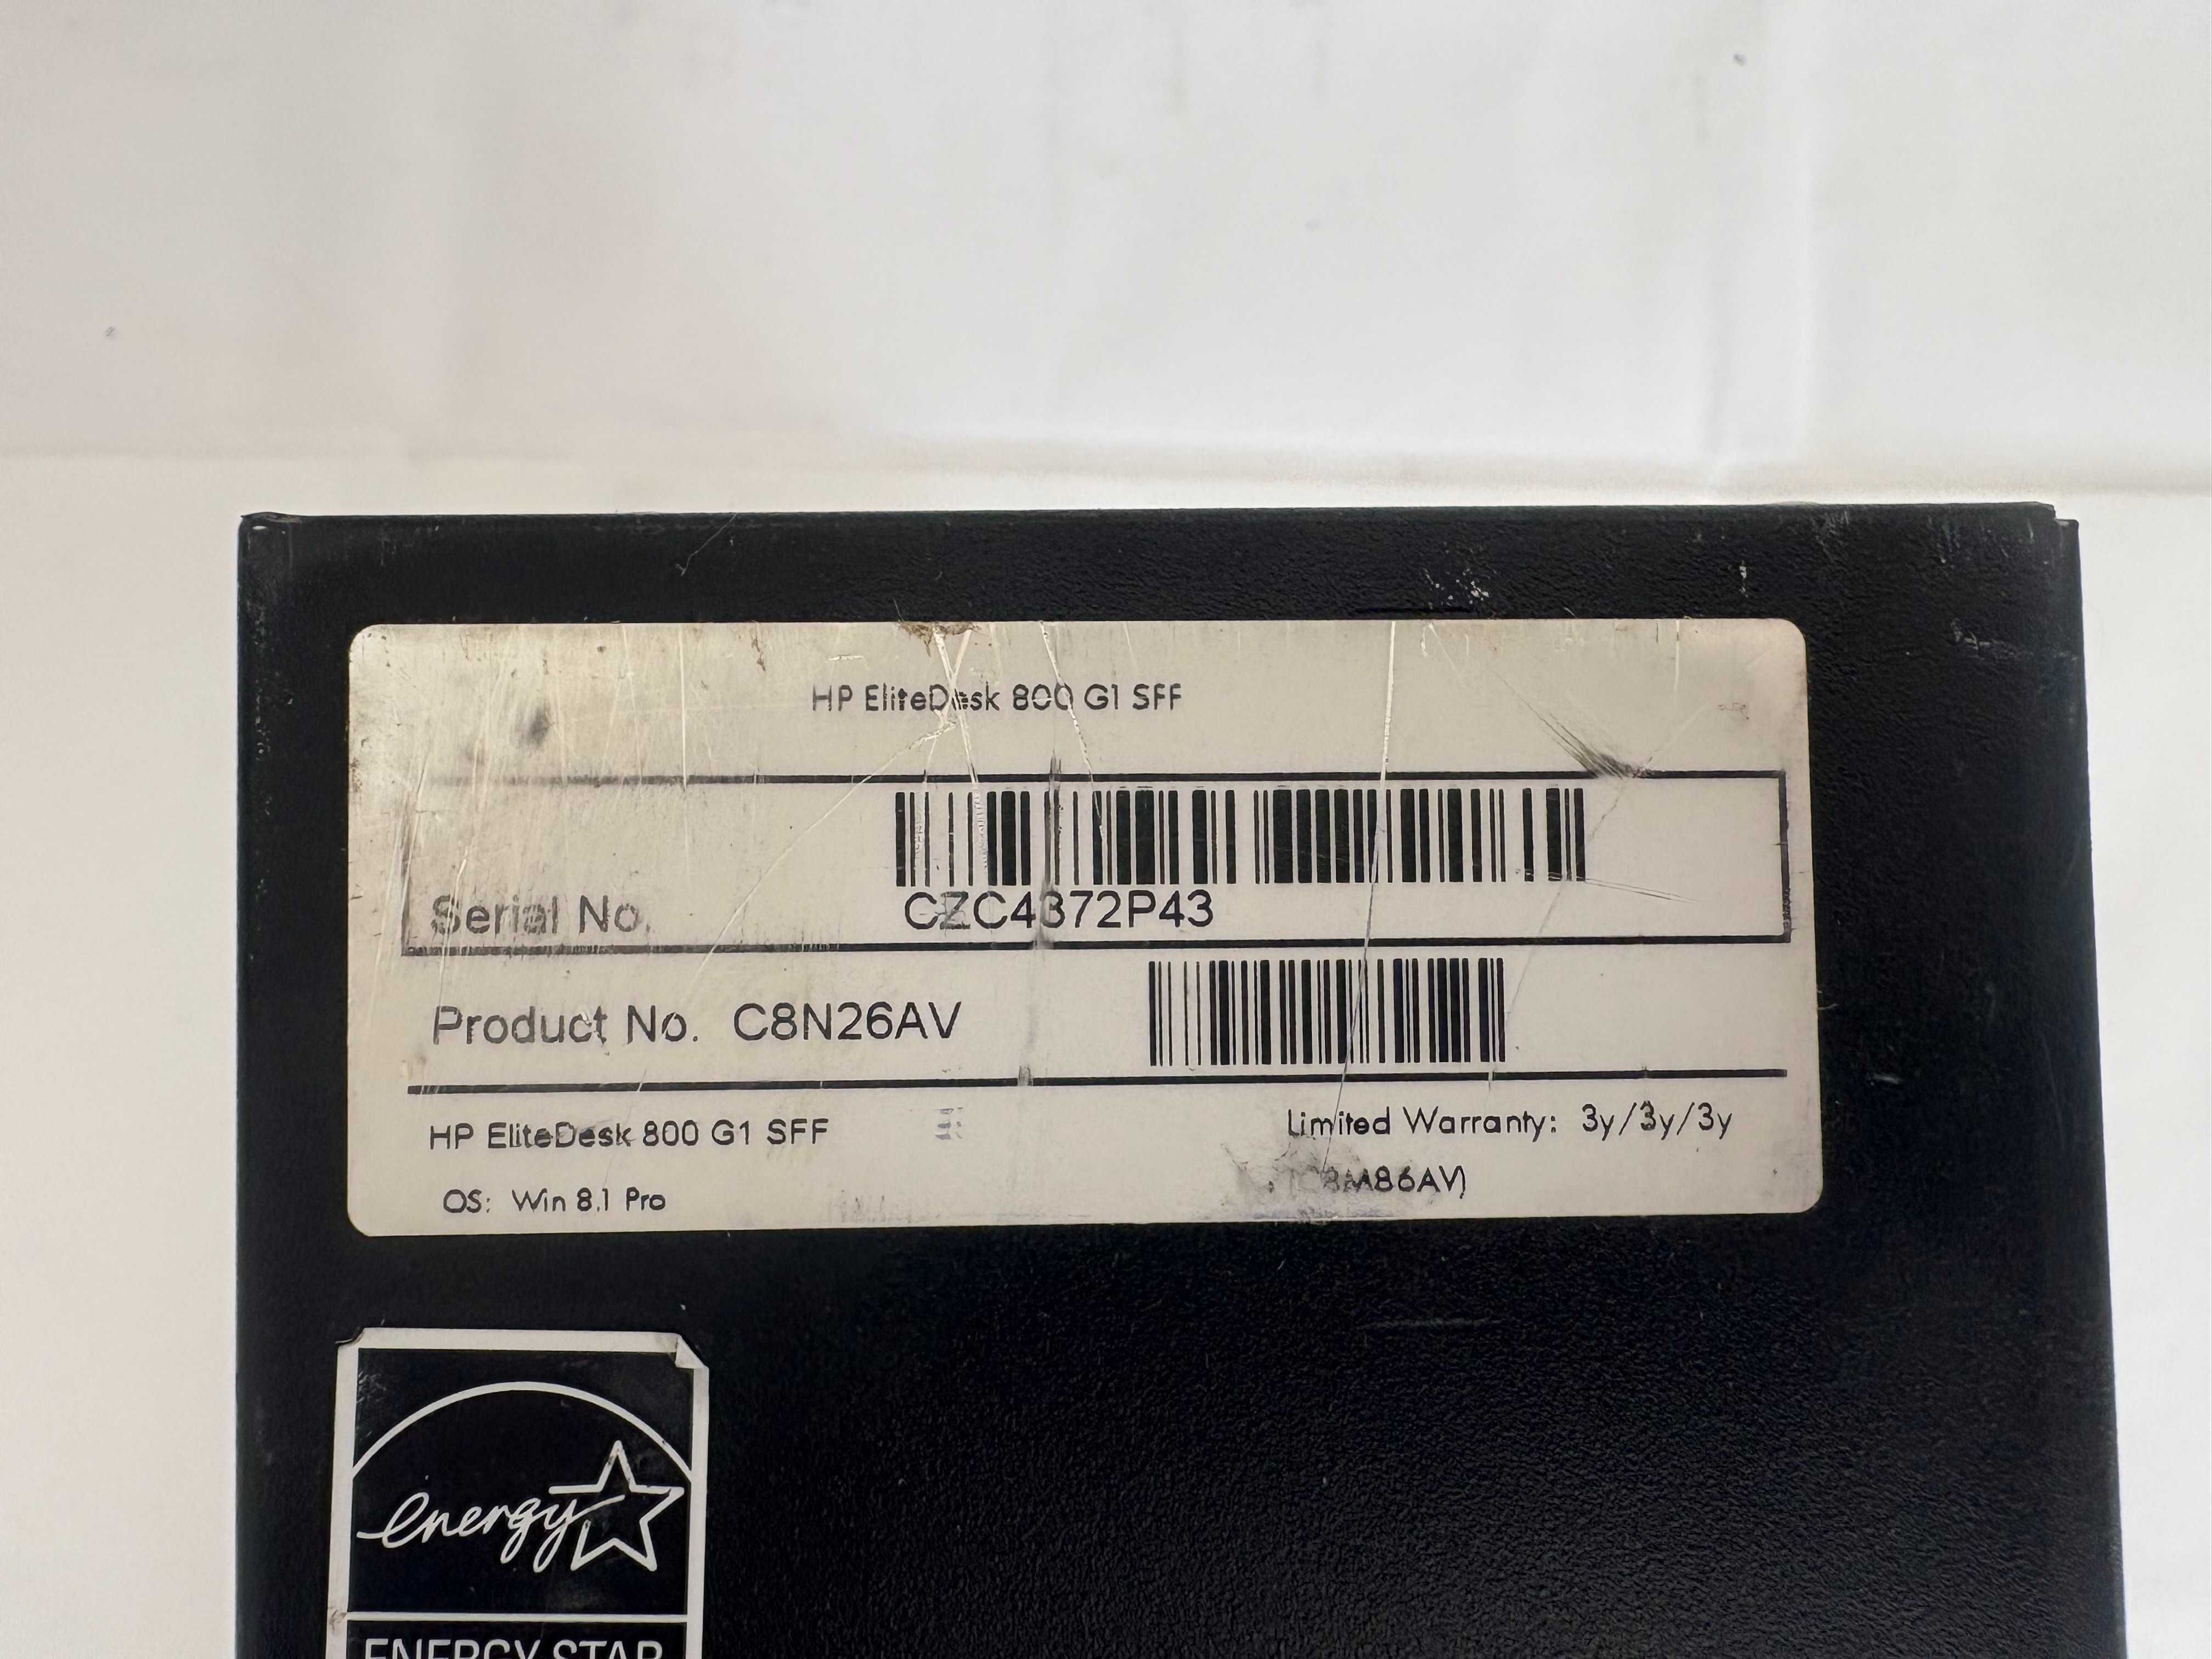 HP EliteDesk 800 G1 SFF
Serial No. CZC4372P43
Product No. C8N26AV
HP EliteDesk 800 G1 SFF
Limited Warranty: 3y/3y/3y
OS: Win 8.1 Pro
energy
ENERGY STAR